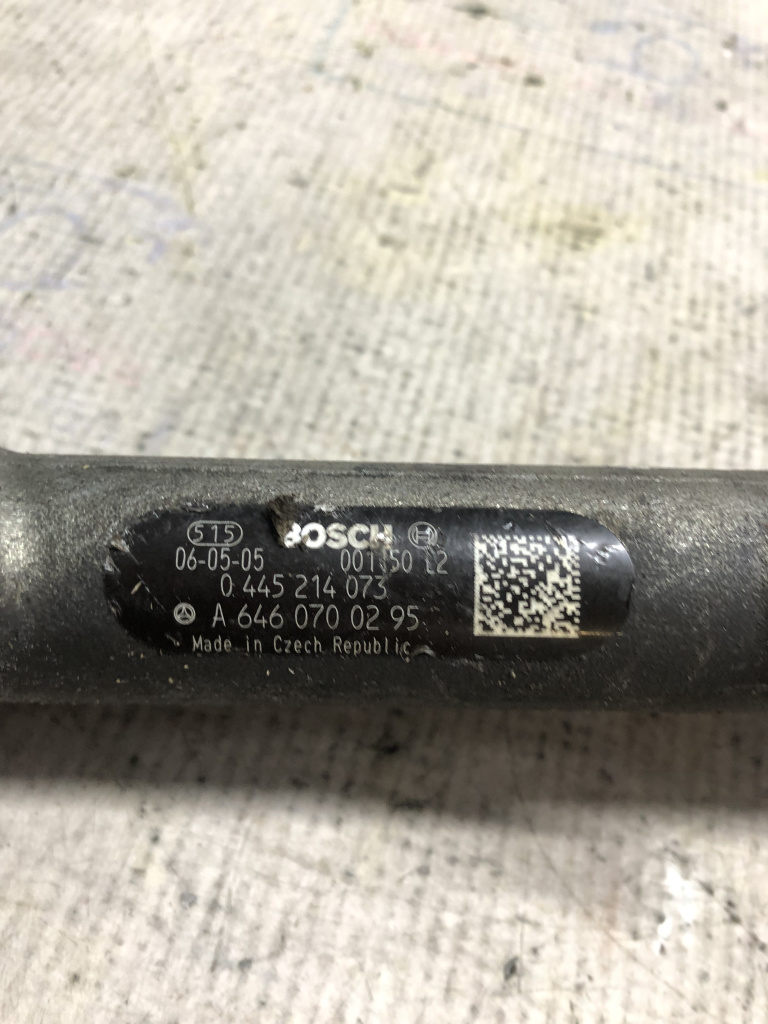 515 BOSCH
06-05-05
0 445 214 073
A 646 070 02 95
Made in Czech Republic